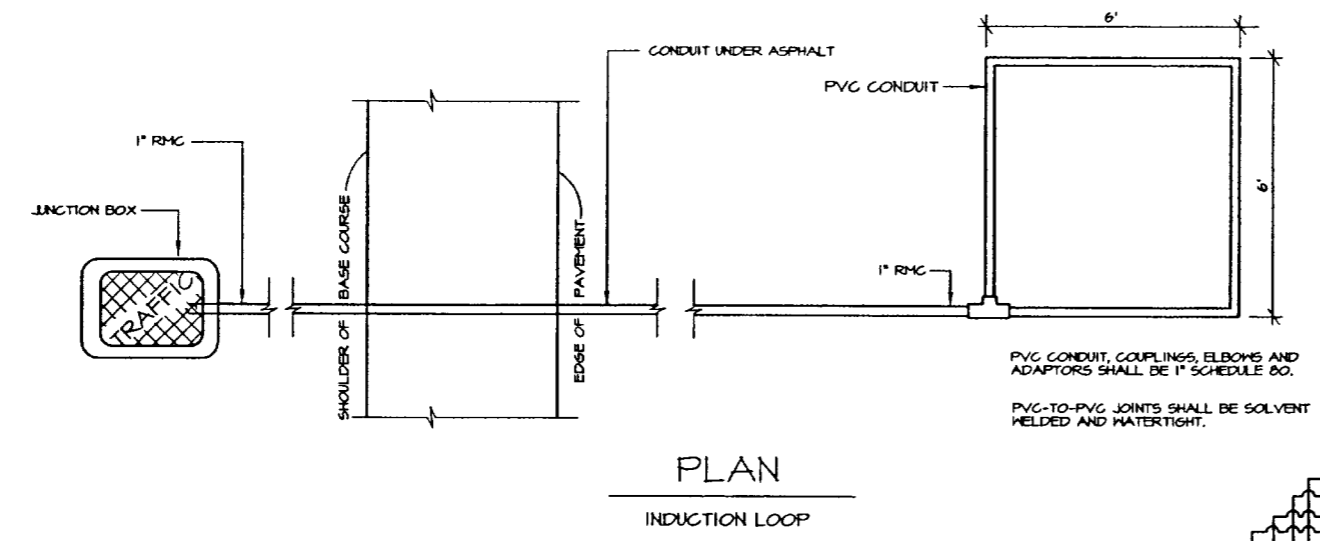 6'
CONDUIT UNDER ASPHALT
PVC CONDUIT
1" RMC
JUNCTION BOX
TRAFFIC
SHOULDER OF BASE COURSE
EDGE OF PAVEMENT
6'
1" RMC
PVC CONDUIT, COUPLINGS, ELBOWS AND
ADAPTORS SHALL BE 1" SCHEDULE 80.
PVC-TO-PVC JOINTS SHALL BE SOLVENT
WELDED AND WATERTIGHT.
PLAN
INDUCTION LOOP